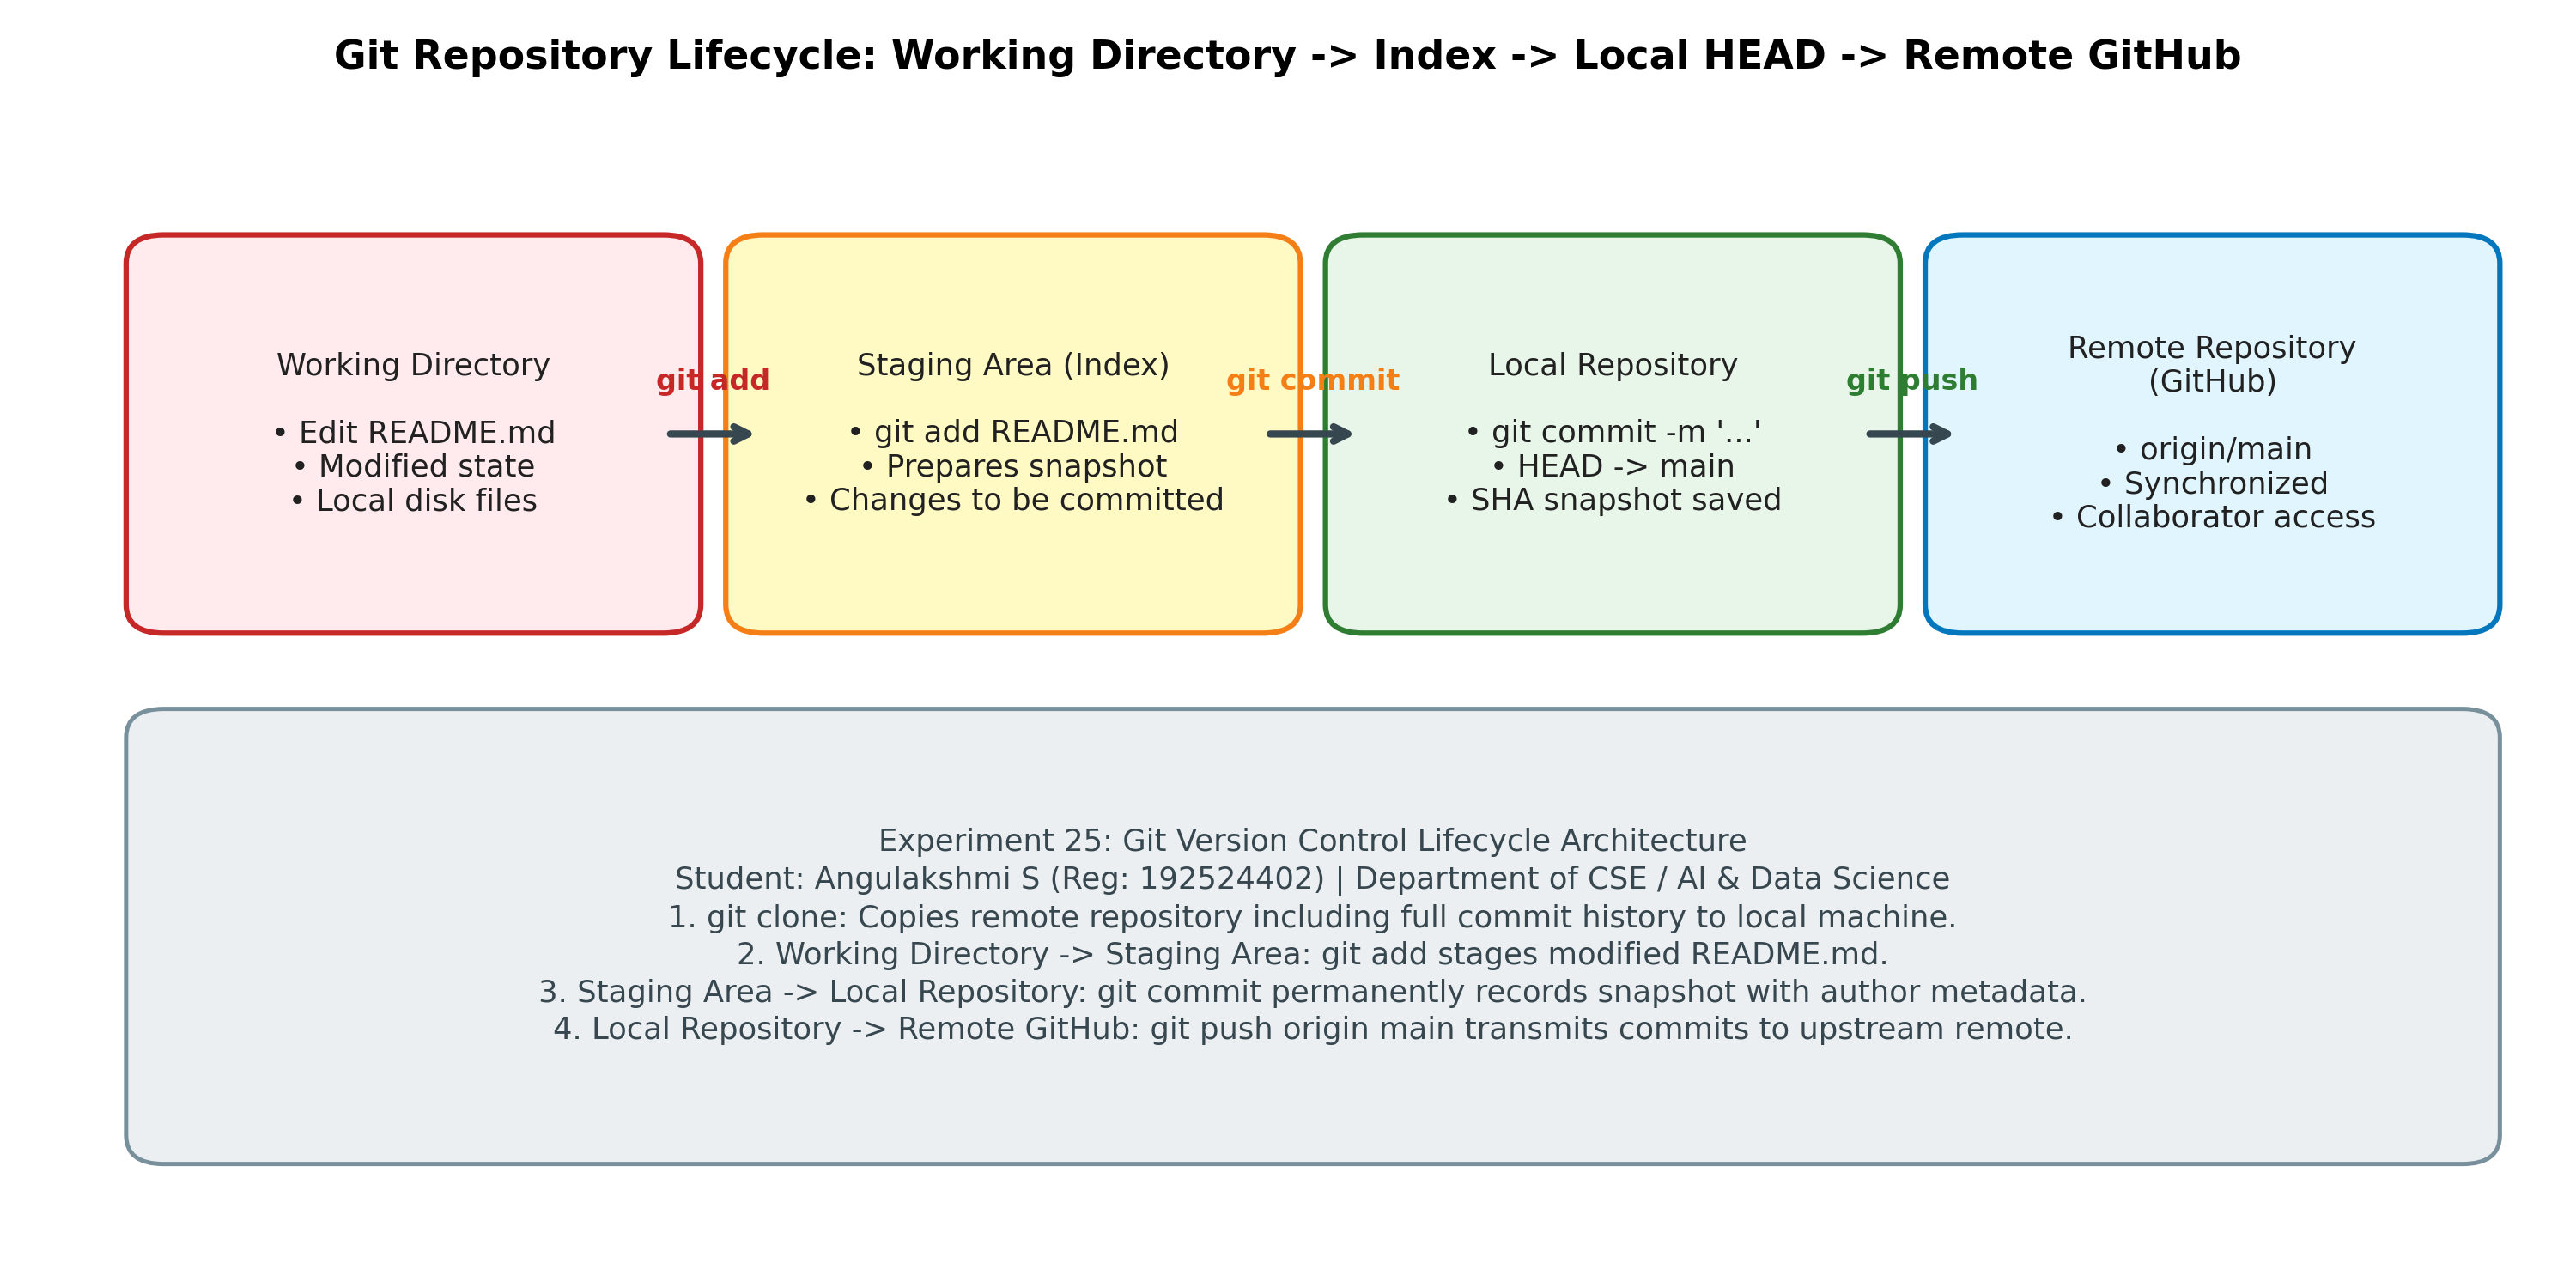 Git Repository Lifecycle: Working Directory -> Index -> Local HEAD -> Remote GitHub
Working Directory
• Edit README.md
• Modified state
• Local disk files
git add
Staging Area (Index)
• git add README.md
• Prepares snapshot
• Changes to be committed
git commit
Local Repository
• git commit -m '...'
• HEAD -> main
• SHA snapshot saved
git push
Remote Repository
(GitHub)
• origin/main
• Synchronized
• Collaborator access
Experiment 25: Git Version Control Lifecycle Architecture
Student: Angulakshmi S (Reg: 192524402) | Department of CSE / AI & Data Science
1. git clone: Copies remote repository including full commit history to local machine.
2. Working Directory -> Staging Area: git add stages modified README.md.
3. Staging Area -> Local Repository: git commit permanently records snapshot with author metadata.
4. Local Repository -> Remote GitHub: git push origin main transmits commits to upstream remote.